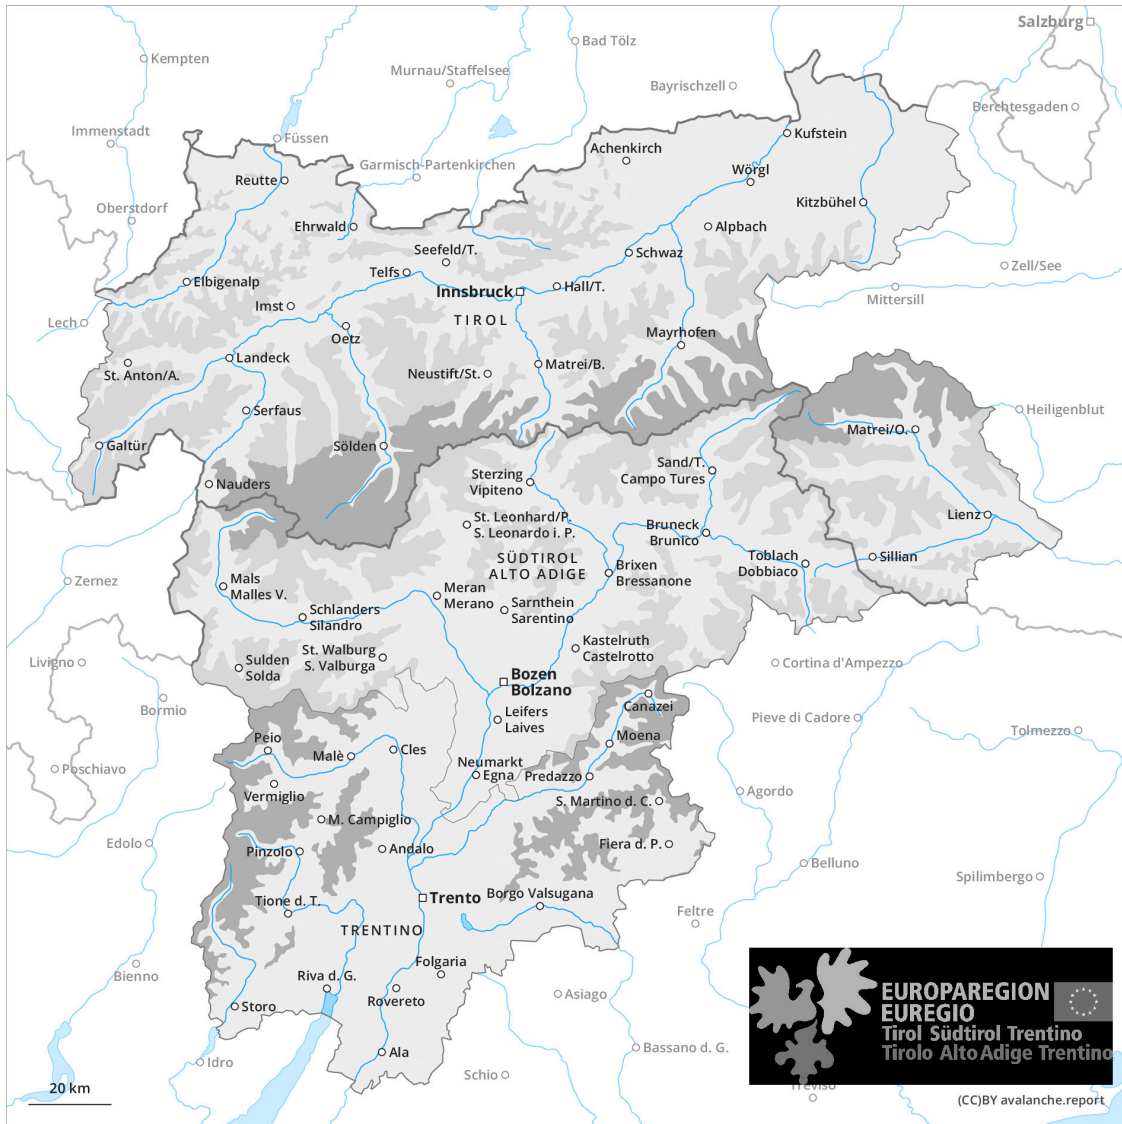 Salzburg
Bad Tölz
Kempten
Murnau/Staffelsee
Bayrischzell
Berchtesgaden
Immenstadt
Füssen
Kufstein
Achenkirch
Garmisch-Partenkirchen
Wörgl
Reutte
Kitzbühel
Oberstdorf
Ehrwald
Alpbach
Seefeld/T.
Schwaz
Telfs
Zell/See
Elbigenalp
Hall/T.
Innsbruck
Mittersill
Imst
TIROL
Lech
Oetz
Mayrhofen
Landeck
Matrei/B.
St. Anton/A.
Neustift/St.
Serfaus
Heiligenblut
Matrei/O.
Galtür
Sölden
Sand/T.
Campo Tures
Sterzing
Vipiteno
Nauders
Lienz
St. Leonhard/P.
S. Leonardo i. P.
Bruneck
Brunico
SÜDTIROL
ALTO ADIGE
Toblach
Dobbiaco
Sillian
Brixen
Bressanone
Zernez
Mals
Malles V.
Meran
Merano
Sarnthein
Sarentino
Schlanders
Silandro
Kastelruth
Castelrotto
St. Walburg
S. Valburga
Livigno
Sulden
Solda
Cortina d'Ampezzo
Bozen
Bolzano
Bormio
Canazei
Leifers
Laives
Pieve di Cadore
Tolmezzo
Moena
Peio
Malè
Cles
Neumarkt
Egna
Predazzo
Poschiavo
Vermiglio
S. Martino d. C.
Agordo
M. Campiglio
Edolo
Pinzolo
Andalo
Fiera d. P.
Belluno
Spilimbergo
Borgo Valsugana
Trento
Tione d. T.
Feltre
TRENTINO
Folgaria
Bienno
Riva d. G.
Rovereto
Asiago
Storo
EUROPAREGION
EUREGIO
Tirol Südtirol Trentino
Tirolo Alto Adige Trentino
Bassano d. G.
Ala
Idro
Schio
Treviso
20 km
(CC)BY avalanche.report